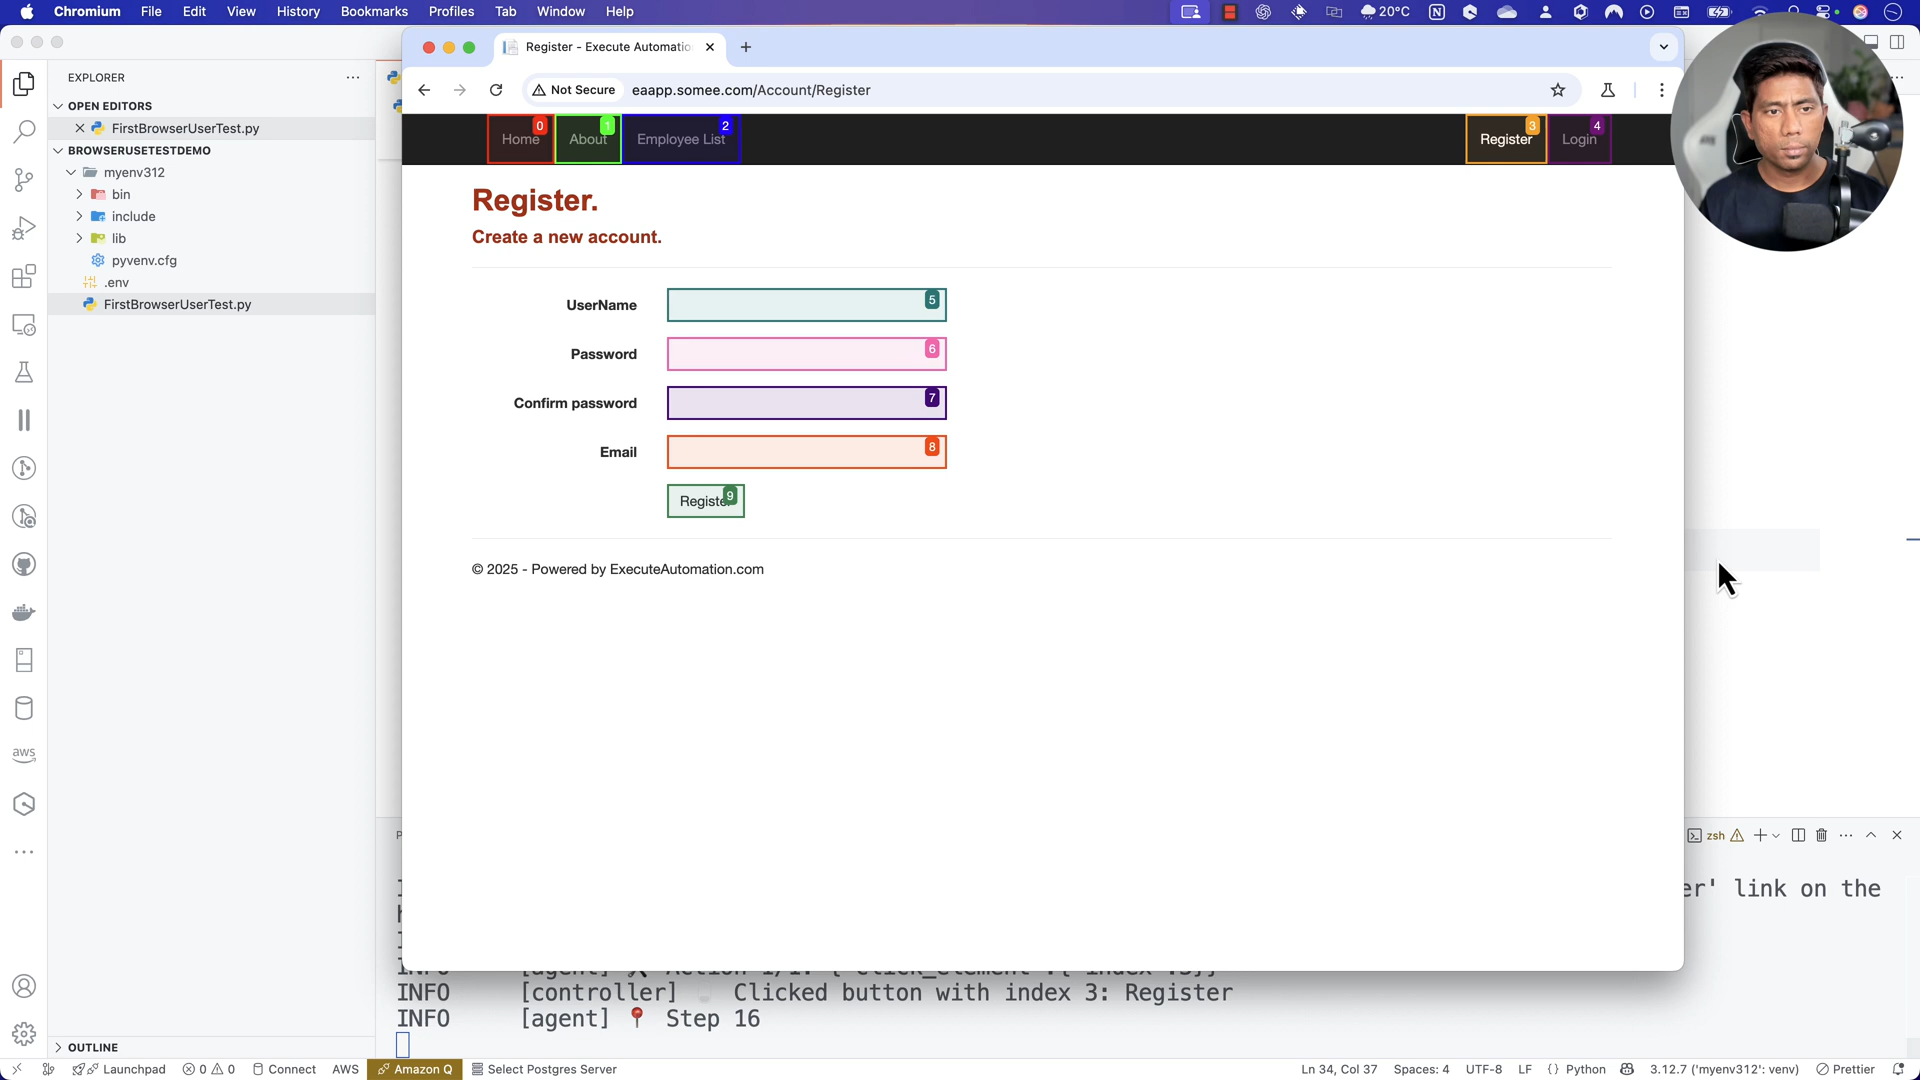 Chromium File Edit View History Bookmarks Profiles Tab Window Help 20°C
Register - Execute Automatio
Not Secure eaapp.somee.com/Account/Register
EXPLORER
OPEN EDITORS
FirstBrowserUserTest.py
BROWSERUSETESTDEMO
myenv312
bin
include
lib
pyvenv.cfg
.env
FirstBrowserUserTest.py
aws
OUTLINE
Home 0 About 1 Employee List 2 Register 3 Login 4
Register.
Create a new account.
UserName 5
Password 6
Confirm password 7
Email 8
Register 9
© 2025 - Powered by ExecuteAutomation.com
zsh
er' link on the
INFO [controller] Clicked button with index 3: Register
INFO [agent] 📍 Step 16
Launchpad 0 0 Connect AWS Amazon Q Select Postgres Server Ln 34, Col 37 Spaces: 4 UTF-8 LF {} Python 3.12.7 ('myenv312': venv) Prettier